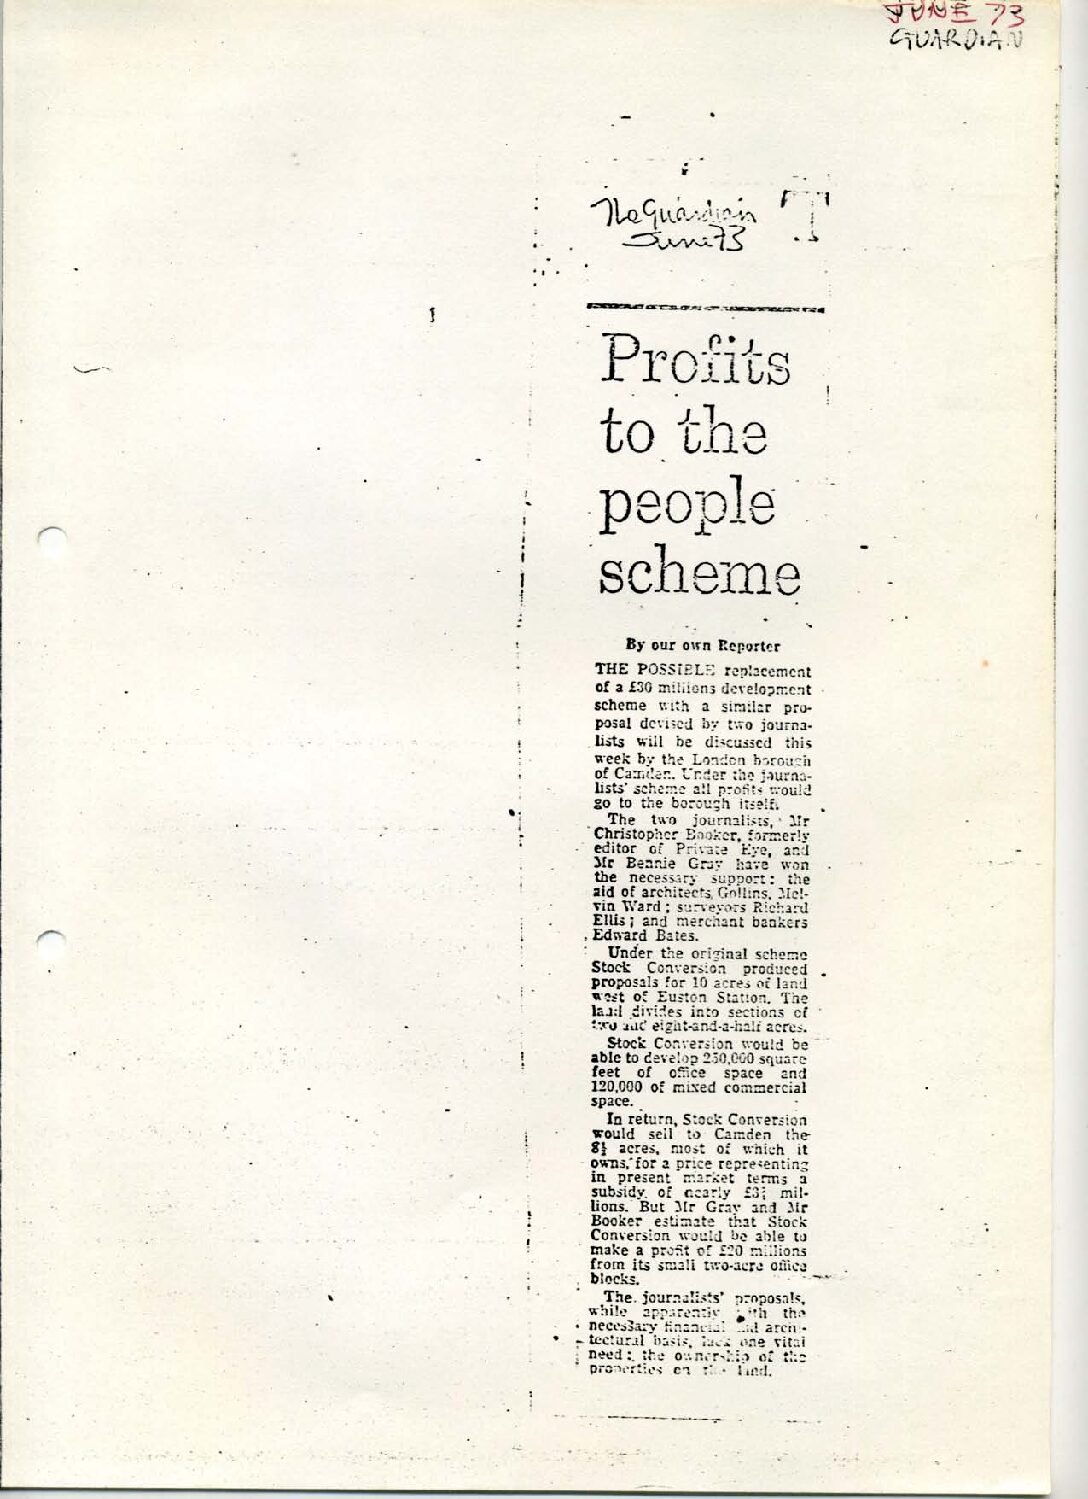 JUNE 73
GUARDIAN
The Guardian
June 73
Profits
to the
people
scheme
By our own Reporter
THE POSSIBLE replacement
of a £30 millions development
scheme with a similar pro-
posal devised by two journa-
lists will be discussed this
week by the London borough
of Camden. Under the journa-
lists' scheme all profits would
go to the borough itself.
The two journalists, Mr
Christopher Booker, formerly
editor of Private Eye, and
Mr Bennie Gray have won
the necessary support: the
aid of architects, Gollins, Mel-
vin Ward; surveyors Richard
Ellis; and merchant bankers
Edward Bates.
Under the original scheme
Stock Conversion produced
proposals for 10 acres of land
west of Euston Station. The
land divides into sections of
two and eight-and-a-half acres.
Stock Conversion would be
able to develop 250,000 square
feet of office space and
120,000 of mixed commercial
space.
In return, Stock Conversion
would sell to Camden the
8½ acres, most of which it
owns, for a price representing
in present market terms a
subsidy of nearly mil-
lions. But Mr Gray and Mr
Booker estimate that Stock
Conversion would be able to
make a profit of £20 millions
from its small two-acre office
blocks.
The journalists' proposals,
while apparently with the
necessary financial and archi-
tectural basis, lack one vital
need: the ownership of the
properties on the land.